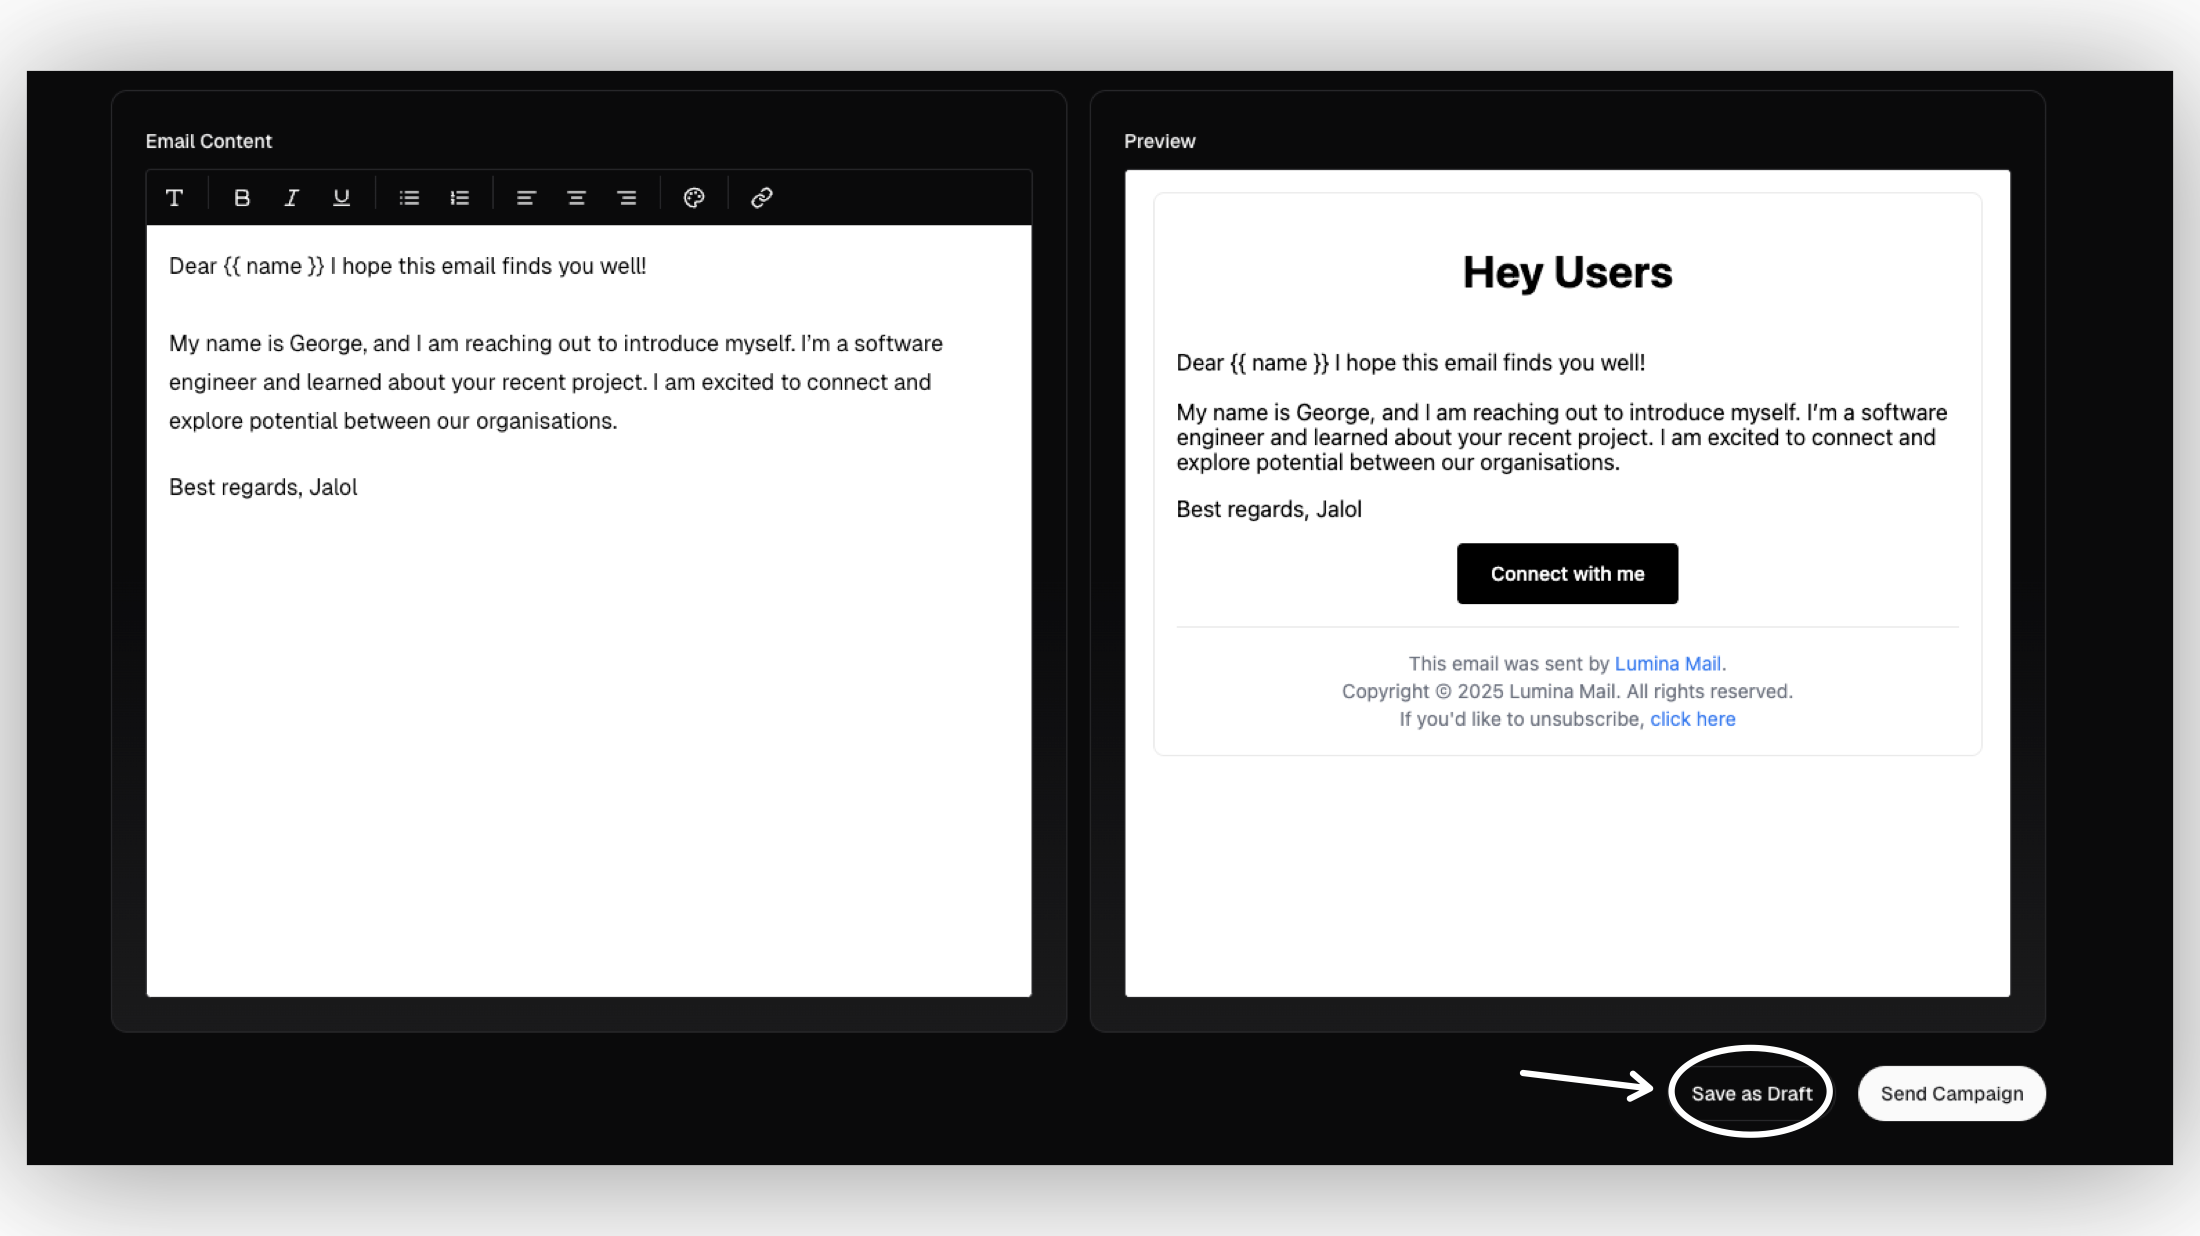 Email Content
Dear {{ name }} I hope this email finds you well!
My name is George, and I am reaching out to introduce myself. I’m a software
engineer and learned about your recent project. I am excited to connect and
explore potential between our organisations.
Best regards, Jalol
Preview
Hey Users
Dear {{ name }} I hope this email finds you well!
My name is George, and I am reaching out to introduce myself. I’m a software
engineer and learned about your recent project. I am excited to connect and
explore potential between our organisations.
Best regards, Jalol
Connect with me
This email was sent by Lumina Mail.
Copyright © 2025 Lumina Mail. All rights reserved.
If you'd like to unsubscribe, click here
Save as Draft
Send Campaign